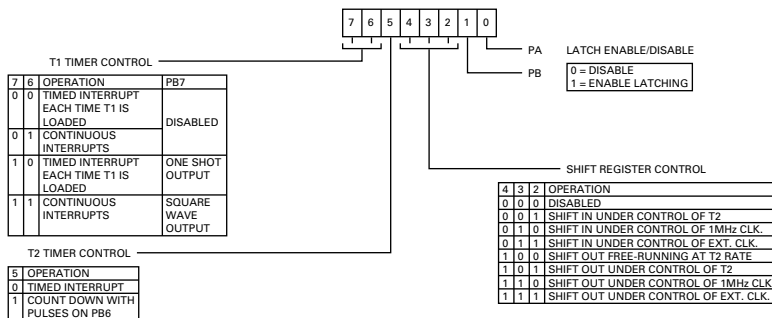 7 6 5 4 3 2 1 0
PA LATCH ENABLE/DISABLE
PB 0 = DISABLE
1 = ENABLE LATCHING
T1 TIMER CONTROL
7 6 OPERATION PB7
0 0 TIMED INTERRUPT
EACH TIME T1 IS
LOADED
DISABLED
0 1 CONTINUOUS
INTERRUPTS
1 0 TIMED INTERRUPT ONE SHOT
EACH TIME T1 IS OUTPUT
LOADED
1 1 CONTINUOUS SQUARE
INTERRUPTS WAVE
OUTPUT
T2 TIMER CONTROL
5 OPERATION
0 TIMED INTERRUPT
1 COUNT DOWN WITH
PULSES ON PB6
SHIFT REGISTER CONTROL
4 3 2 OPERATION
0 0 0 DISABLED
0 0 1 SHIFT IN UNDER CONTROL OF T2
0 1 0 SHIFT IN UNDER CONTROL OF 1MHz CLK.
0 1 1 SHIFT IN UNDER CONTROL OF EXT. CLK.
1 0 0 SHIFT OUT FREE-RUNNING AT T2 RATE
1 0 1 SHIFT OUT UNDER CONTROL OF T2
1 1 0 SHIFT OUT UNDER CONTROL OF 1MHz CLK
1 1 1 SHIFT OUT UNDER CONTROL OF EXT. CLK.